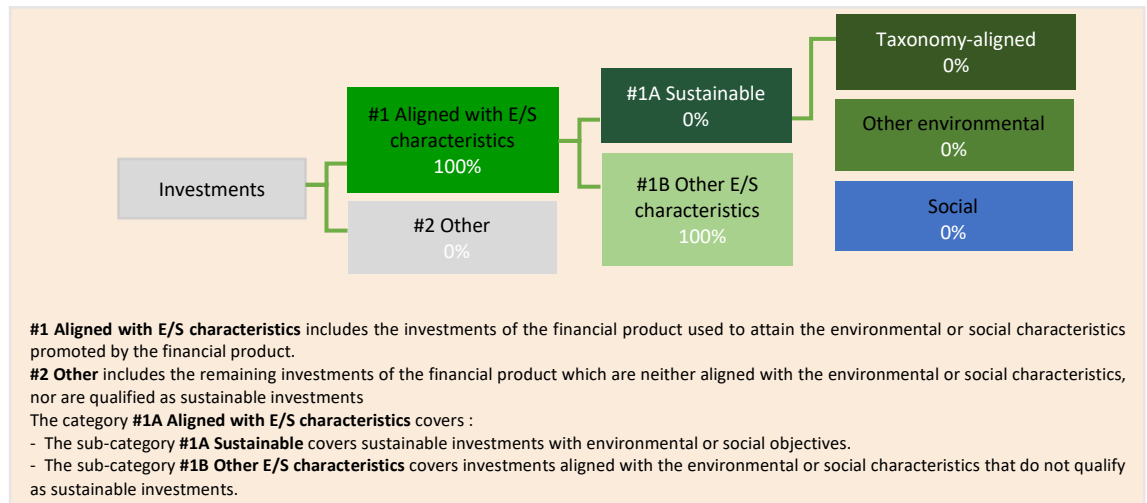 Taxonomy-aligned
0%
#1A Sustainable
0%
#1 Aligned with E/S
characteristics
100%
Other environmental
0%
Investments
#1B Other E/S
characteristics
100%
#2 Other
0%
Social
0%
#1 Aligned with E/S characteristics includes the investments of the financial product used to attain the environmental or social characteristics
promoted by the financial product.
#2 Other includes the remaining investments of the financial product which are neither aligned with the environmental or social characteristics,
nor are qualified as sustainable investments
The category #1A Aligned with E/S characteristics covers :
- The sub-category #1A Sustainable covers sustainable investments with environmental or social objectives.
- The sub-category #1B Other E/S characteristics covers investments aligned with the environmental or social characteristics that do not qualify
as sustainable investments.